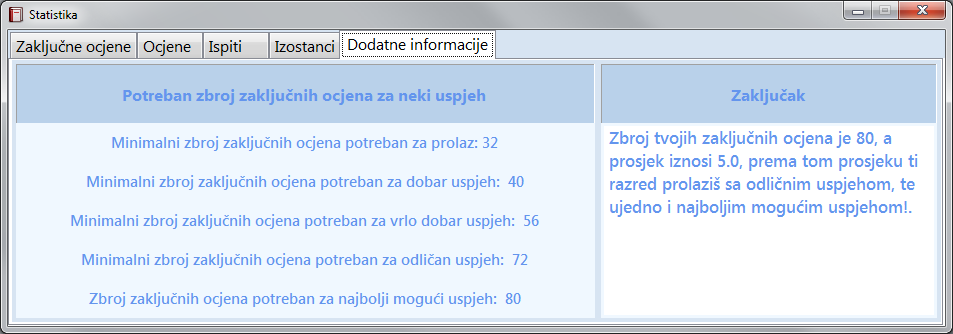 Statistika
Zaključne ocjene
Ocjene
Ispiti
Izostanci
Dodatne informacije
Potreban zbroj zaključnih ocjena za neki uspjeh
Minimalni zbroj zaključnih ocjena potreban za prolaz: 32
Minimalni zbroj zaključnih ocjena potreban za dobar uspjeh: 40
Minimalni zbroj zaključnih ocjena potreban za vrlo dobar uspjeh: 56
Minimalni zbroj zaključnih ocjena potreban za odličan uspjeh: 72
Zbroj zaključnih ocjena potreban za najbolji mogući uspjeh: 80
Zaključak
Zbroj tvojih zaključnih ocjena je 80, a
prosjek iznosi 5.0, prema tom prosjeku ti
razred prolaziš sa odličnim uspjehom, te
ujedno i najboljim mogućim uspjehom!.